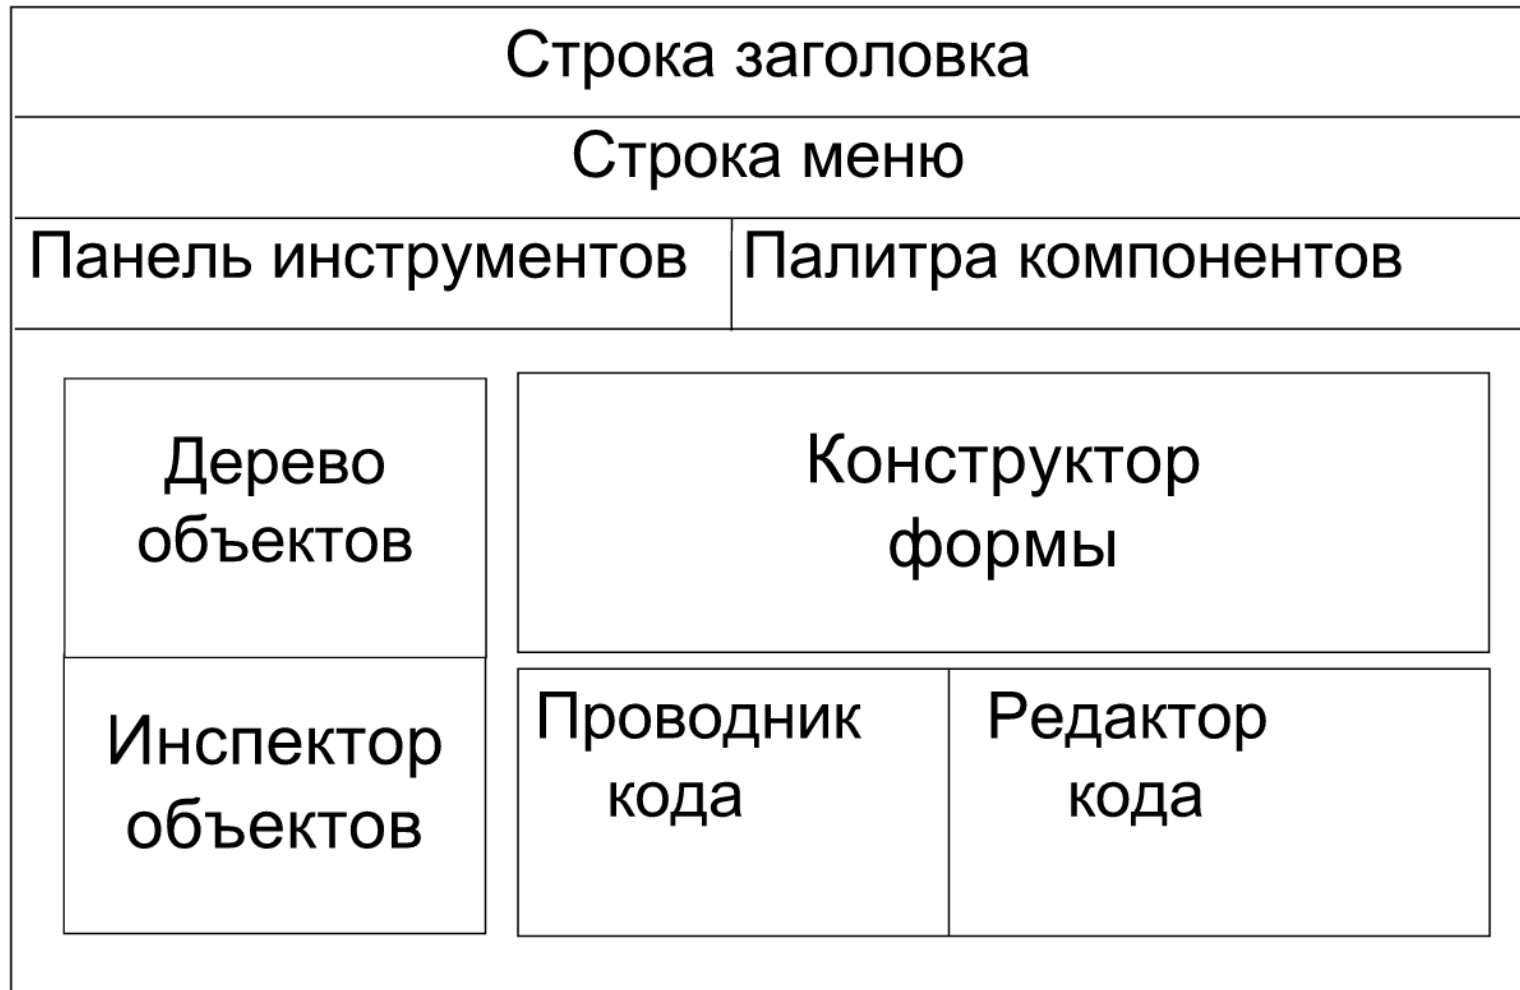 Строка заголовка
Строка меню
Панель инструментов
Палитра компонентов
Дерево
объектов
Конструктор
формы
Инспектор
объектов
Проводник
кода
Редактор
кода